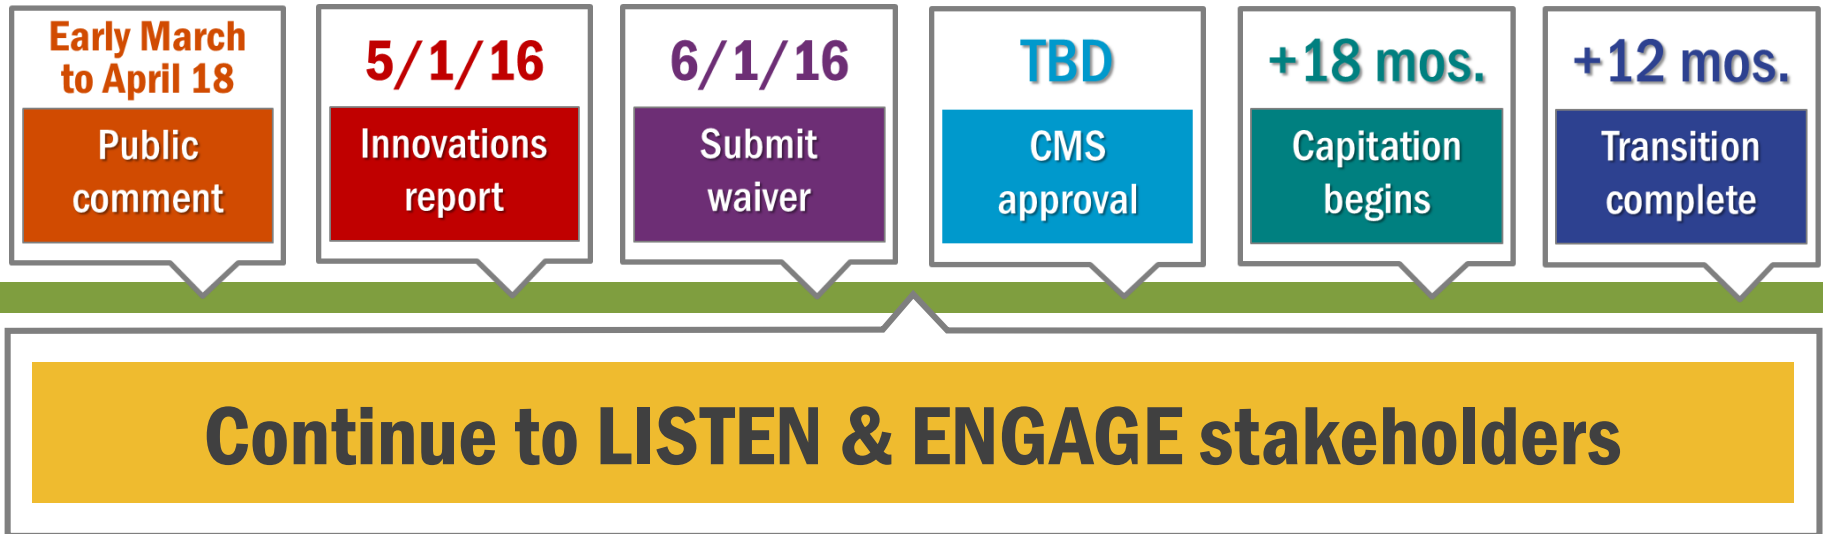 Early March
to April 18
Public
comment
5/1/16
Innovations
report
6/1/16
Submit
waiver
TBD
CMS
approval
+18 mos.
Capitation
begins
+12 mos.
Transition
complete
Continue to LISTEN & ENGAGE stakeholders